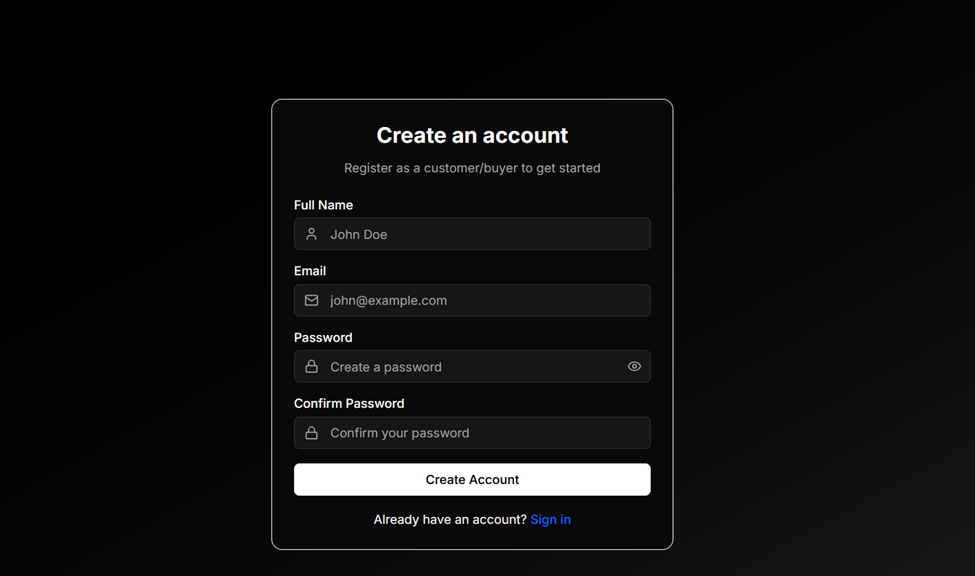 Create an account
Register as a customer/buyer to get started
Full Name
John Doe
Email
john@example.com
Password
Create a password
Confirm Password
Confirm your password
Create Account
Already have an account? Sign in